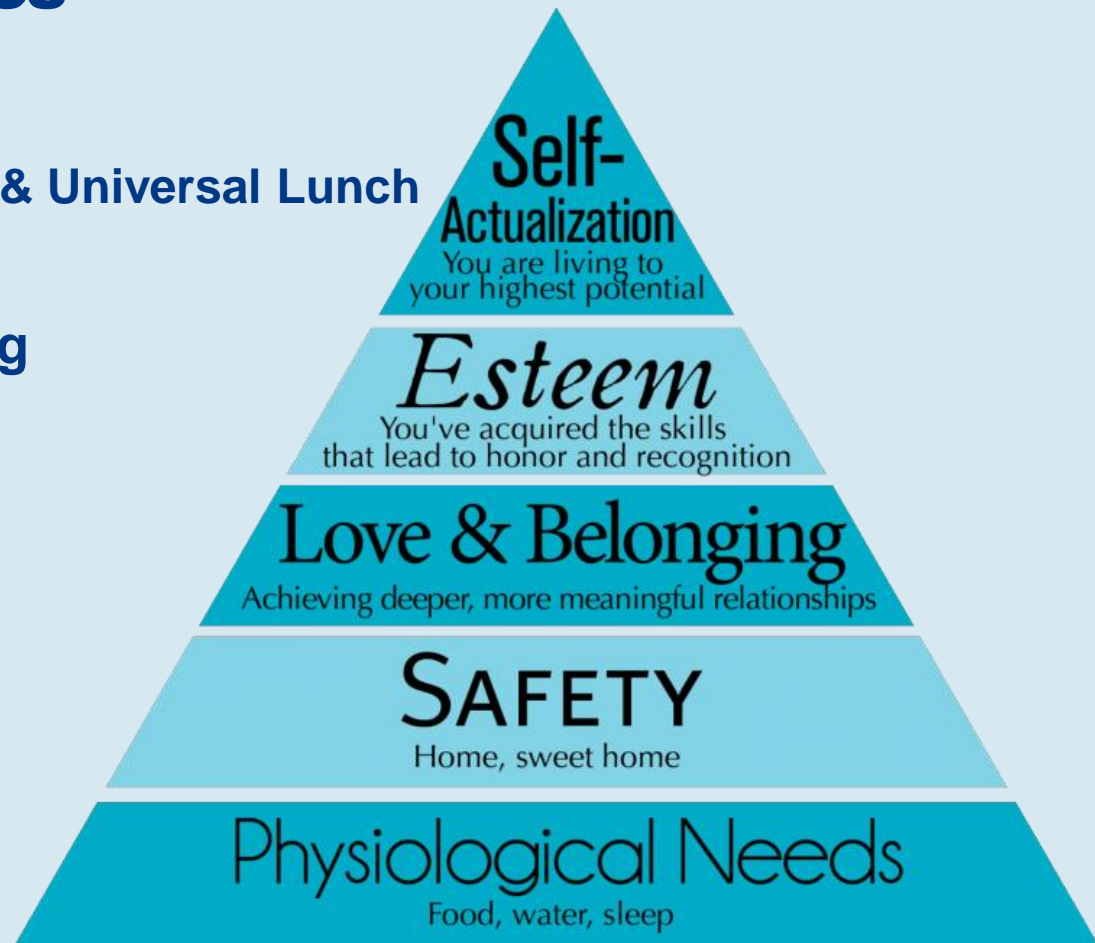 & Universal Lunch
Self-
Actualization
You are living to
your highest potential
Esteem
You've acquired the skills
that lead to honor and recognition
Love & Belonging
Achieving deeper, more meaningful relationships
SAFETY
Home, sweet home
Physiological Needs
Food, water, sleep